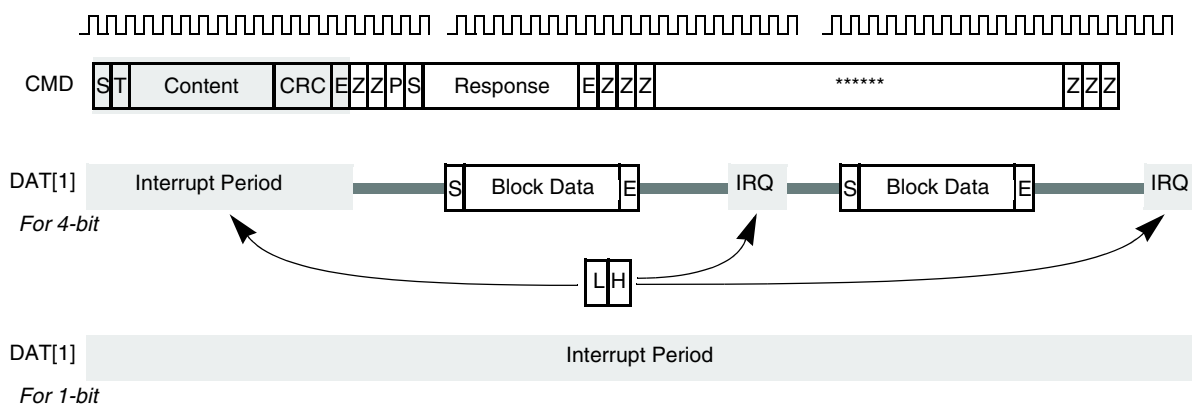 CMD S T Content CRC E Z Z P S Response E Z Z Z ****** Z Z Z
DAT[1] Interrupt Period S Block Data E IRQ S Block Data E IRQ
For 4-bit
L H
DAT[1] Interrupt Period
For 1-bit